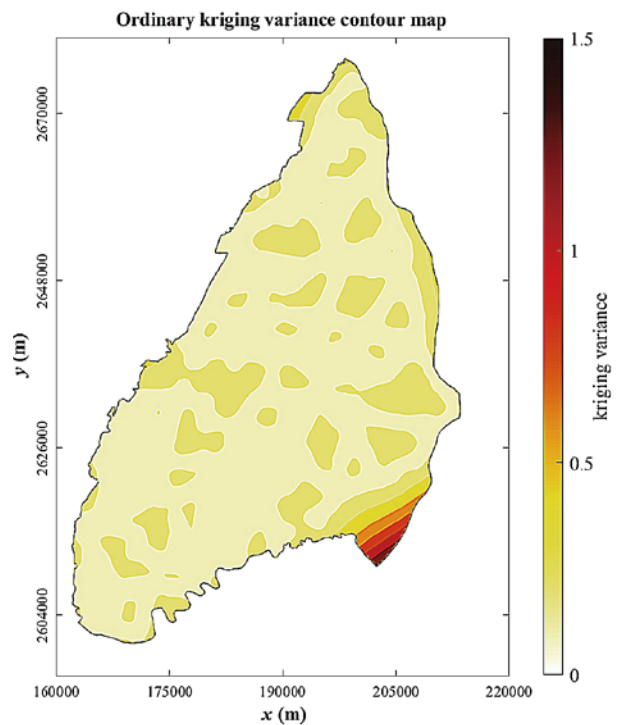 Ordinary kriging variance contour map
2670000
2648000
2626000
2604000
y (m)
160000 175000 190000 205000 220000
x (m)
1.5
1
0.5
0
kriging variance